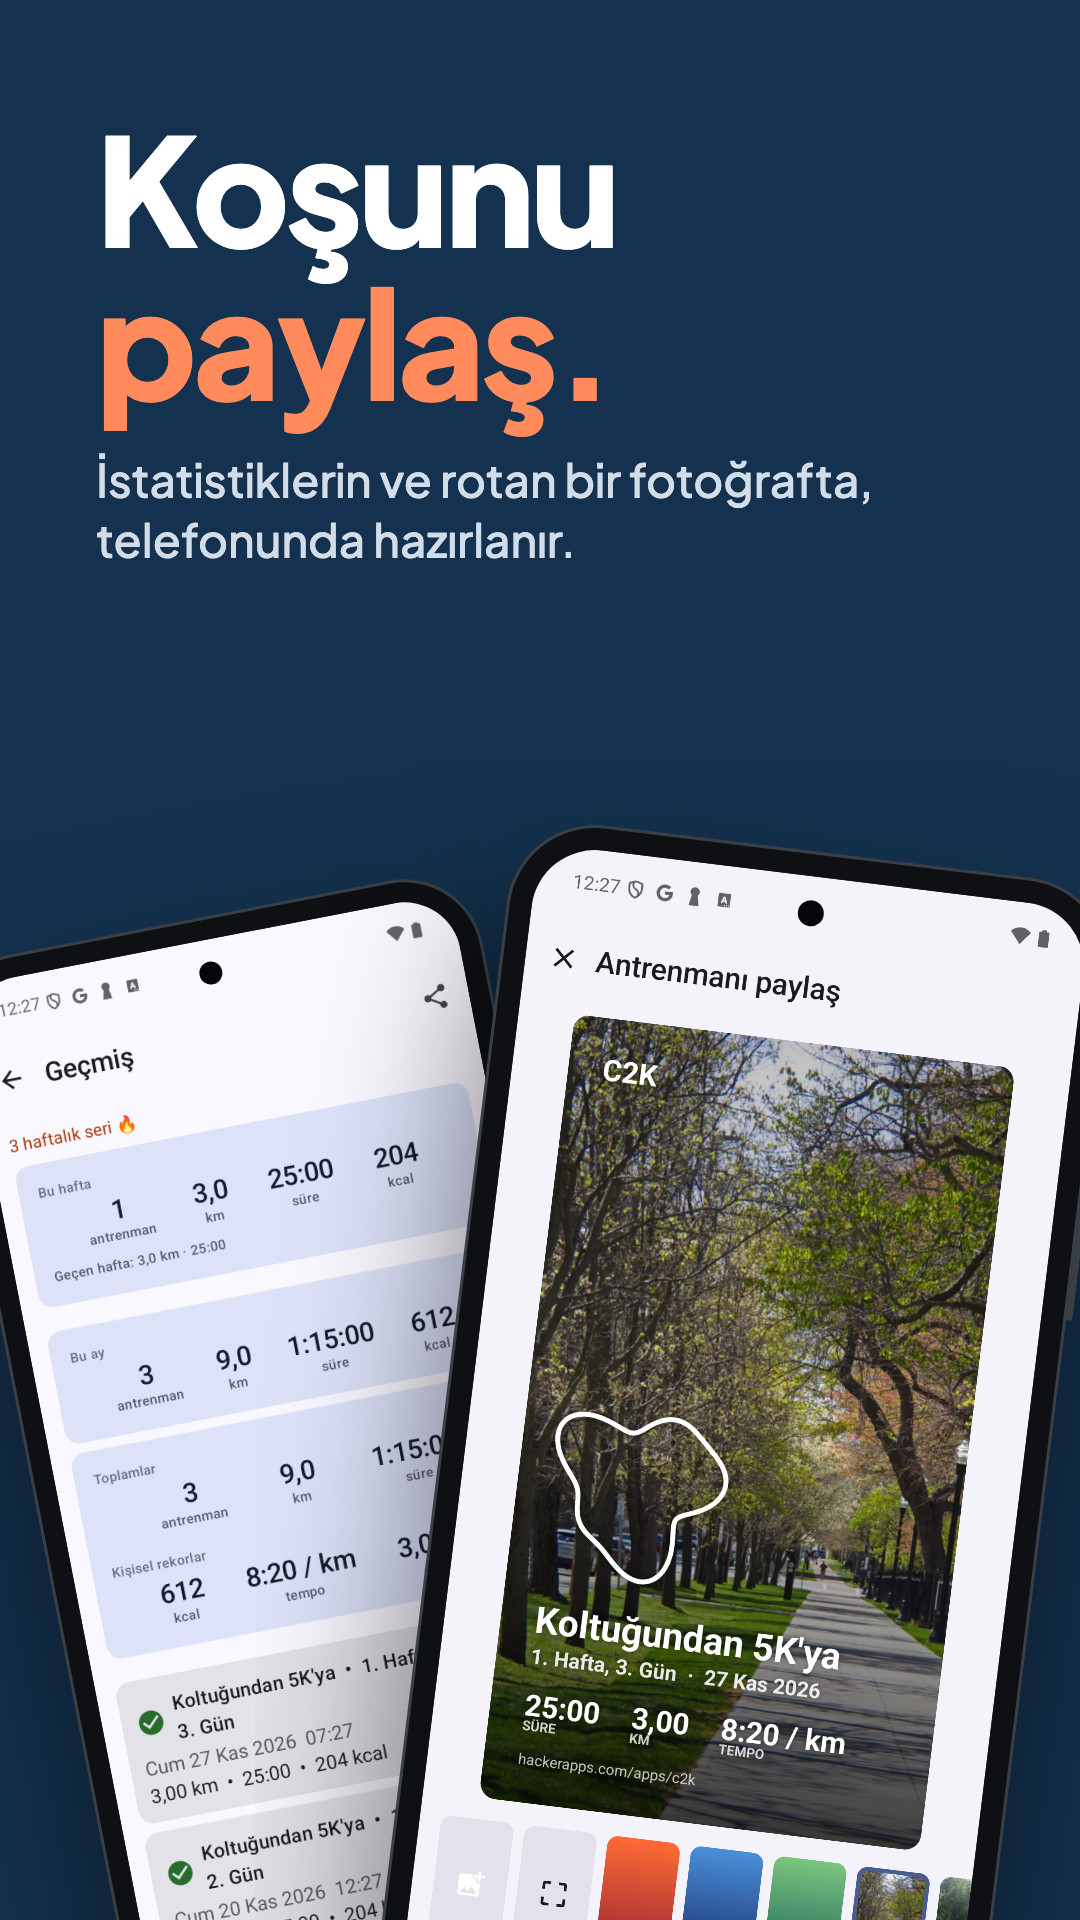 Koşunu
paylaş.
İstatistiklerin ve rotan bir fotoğrafta,
telefonunda hazırlanır.
12:27
Geçmiş
3 haftalık seri 🔥
Bu hafta
1 3,0 25:00 204
antrenman km süre kcal
Geçen hafta: 3,0 km · 25:00
Bu ay
3 9,0 1:15:00 612
antrenman km süre kcal
Toplamlar
3 9,0 1:15:0
antrenman km süre
Kişisel rekorlar
612 8:20 / km 3,0
kcal tempo
Koltuğundan 5K'ya • 1. Haf
3. Gün
Cum 27 Kas 2026 07:27
3,00 km • 25:00 • 204 kcal
Koltuğundan 5K'ya •
2. Gün
Cum 20 Kas 2026 12:27
12:27
Antrenmanı paylaş
C2K
Koltuğundan 5K'ya
1. Hafta, 3. Gün · 27 Kas 2026
25:00 3,00 8:20 / km
SÜRE KM TEMPO
hackerapps.com/apps/c2k